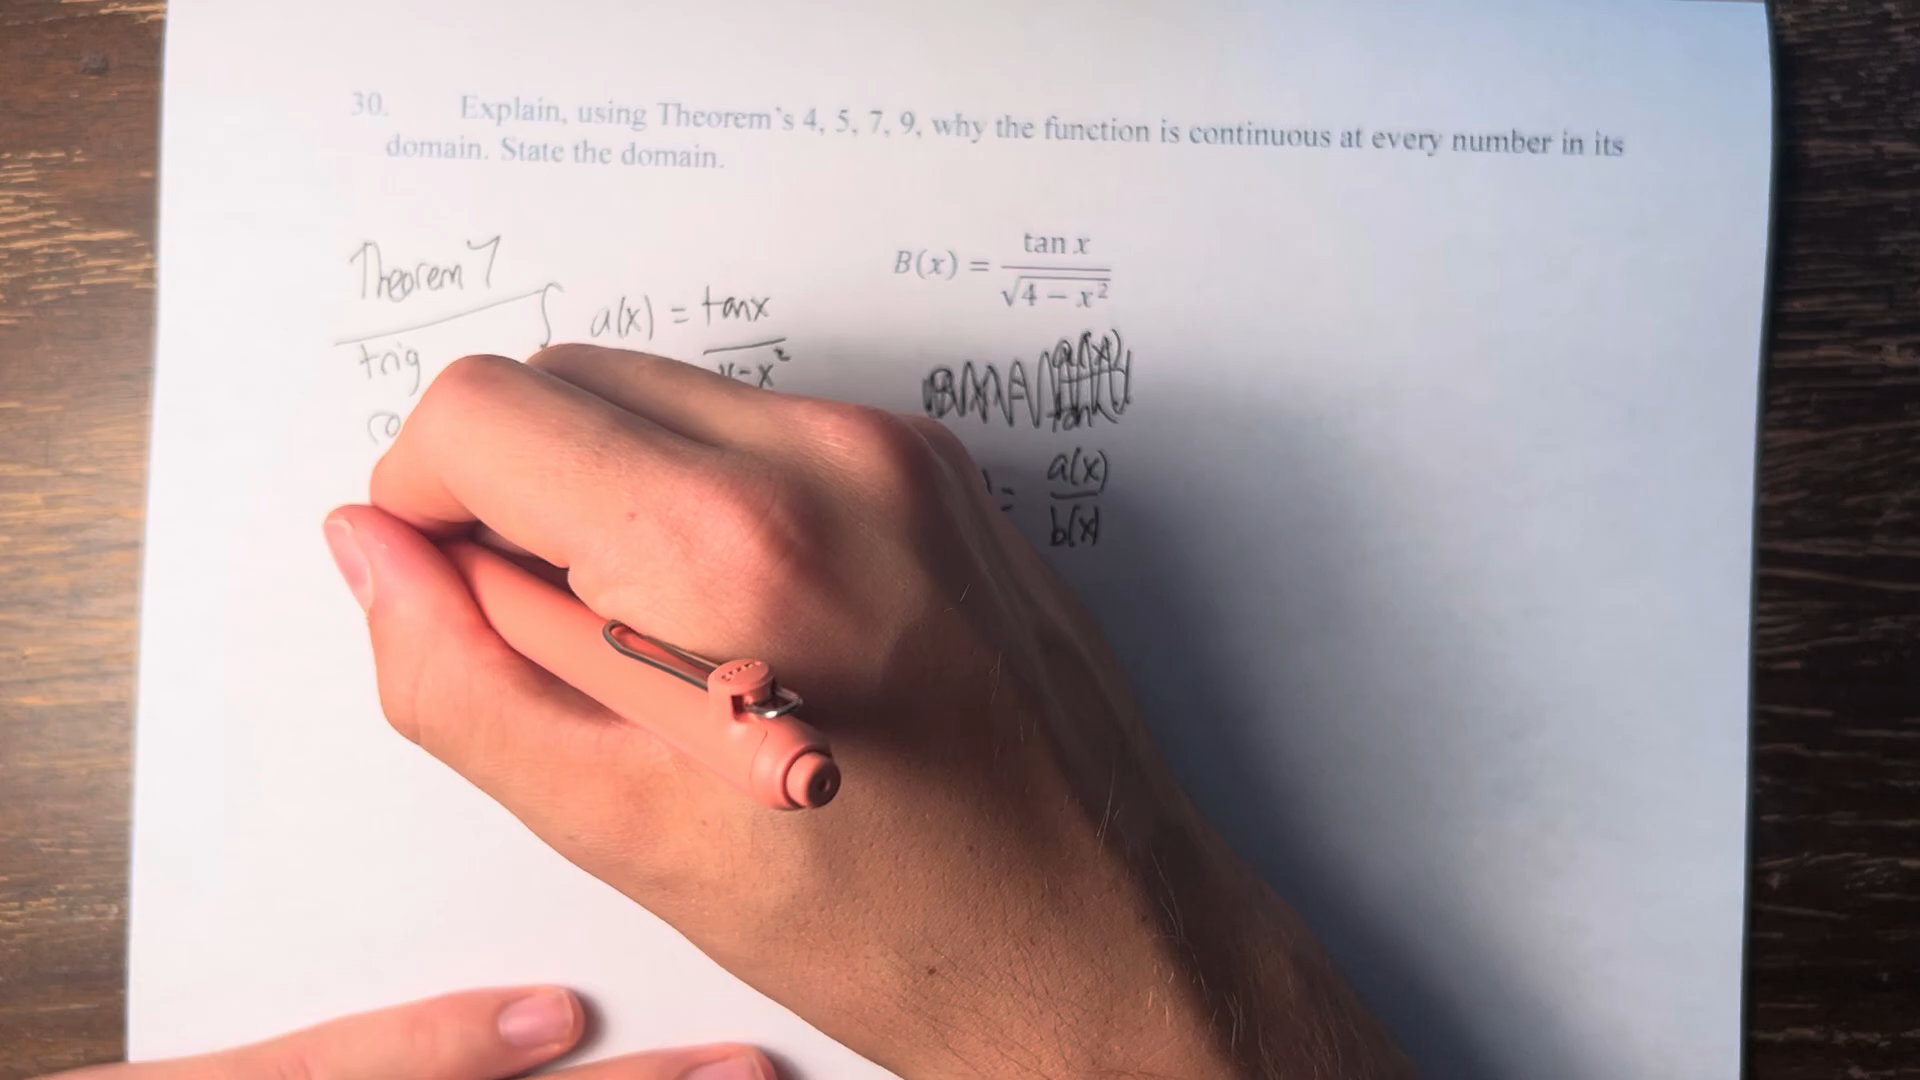 30. Explain, using Theorem's 4, 5, 7, 9, why the function is continuous at every number in its
domain. State the domain.
B(x) = tan x / √4 − x²
Theorem 7
trig
a(x) = tanx
-x²
= a(x) / b(x)